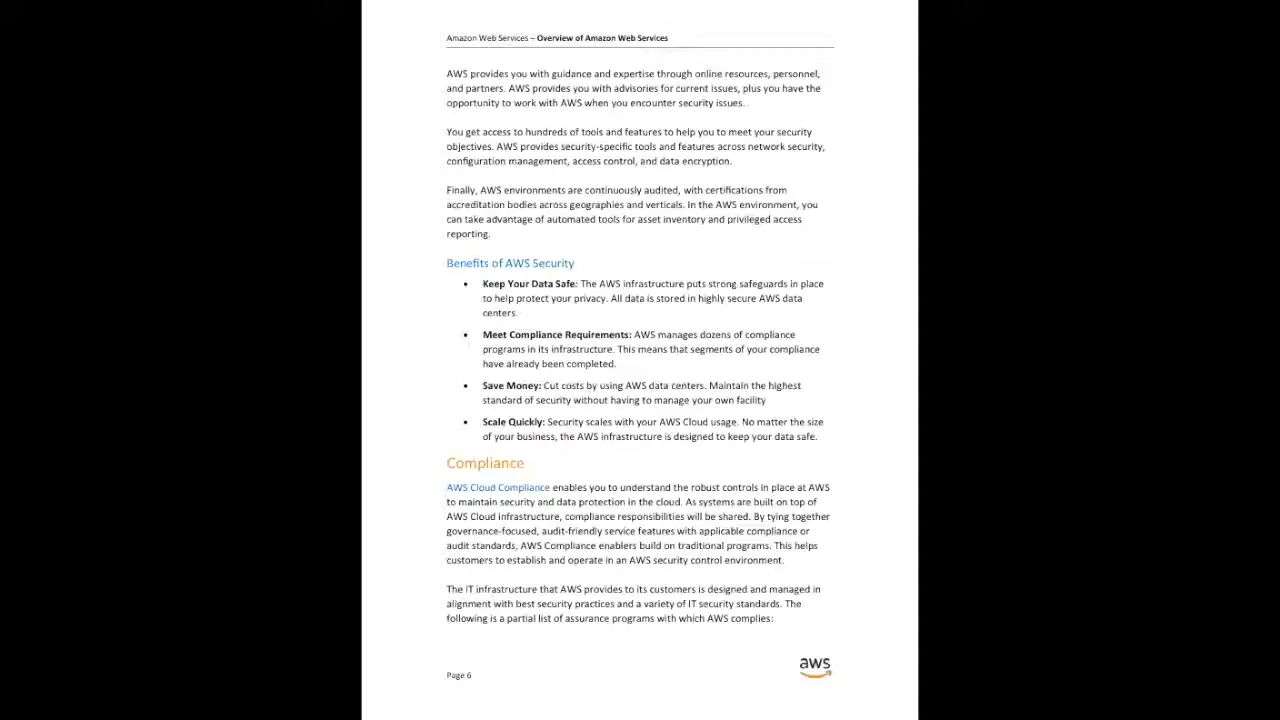 Amazon Web Services – Overview of Amazon Web Services
AWS provides you with guidance and expertise through online resources, personnel,
and partners. AWS provides you with advisories for current issues, plus you have the
opportunity to work with AWS when you encounter security issues.
You get access to hundreds of tools and features to help you to meet your security
objectives. AWS provides security-specific tools and features across network security,
configuration management, access control, and data encryption.
Finally, AWS environments are continuously audited, with certifications from
accreditation bodies across geographies and verticals. In the AWS environment, you
can take advantage of automated tools for asset inventory and privileged access
reporting.
Benefits of AWS Security
• Keep Your Data Safe: The AWS infrastructure puts strong safeguards in place
to help protect your privacy. All data is stored in highly secure AWS data
centers.
• Meet Compliance Requirements: AWS manages dozens of compliance
programs in its infrastructure. This means that segments of your compliance
have already been completed.
• Save Money: Cut costs by using AWS data centers. Maintain the highest
standard of security without having to manage your own facility
• Scale Quickly: Security scales with your AWS Cloud usage. No matter the size
of your business, the AWS infrastructure is designed to keep your data safe.
Compliance
AWS Cloud Compliance enables you to understand the robust controls in place at AWS
to maintain security and data protection in the cloud. As systems are built on top of
AWS Cloud infrastructure, compliance responsibilities will be shared. By tying together
governance-focused, audit-friendly service features with applicable compliance or
audit standards, AWS Compliance enablers build on traditional programs. This helps
customers to establish and operate in an AWS security control environment.
The IT infrastructure that AWS provides to its customers is designed and managed in
alignment with best security practices and a variety of IT security standards. The
following is a partial list of assurance programs with which AWS complies:
aws
Page 6